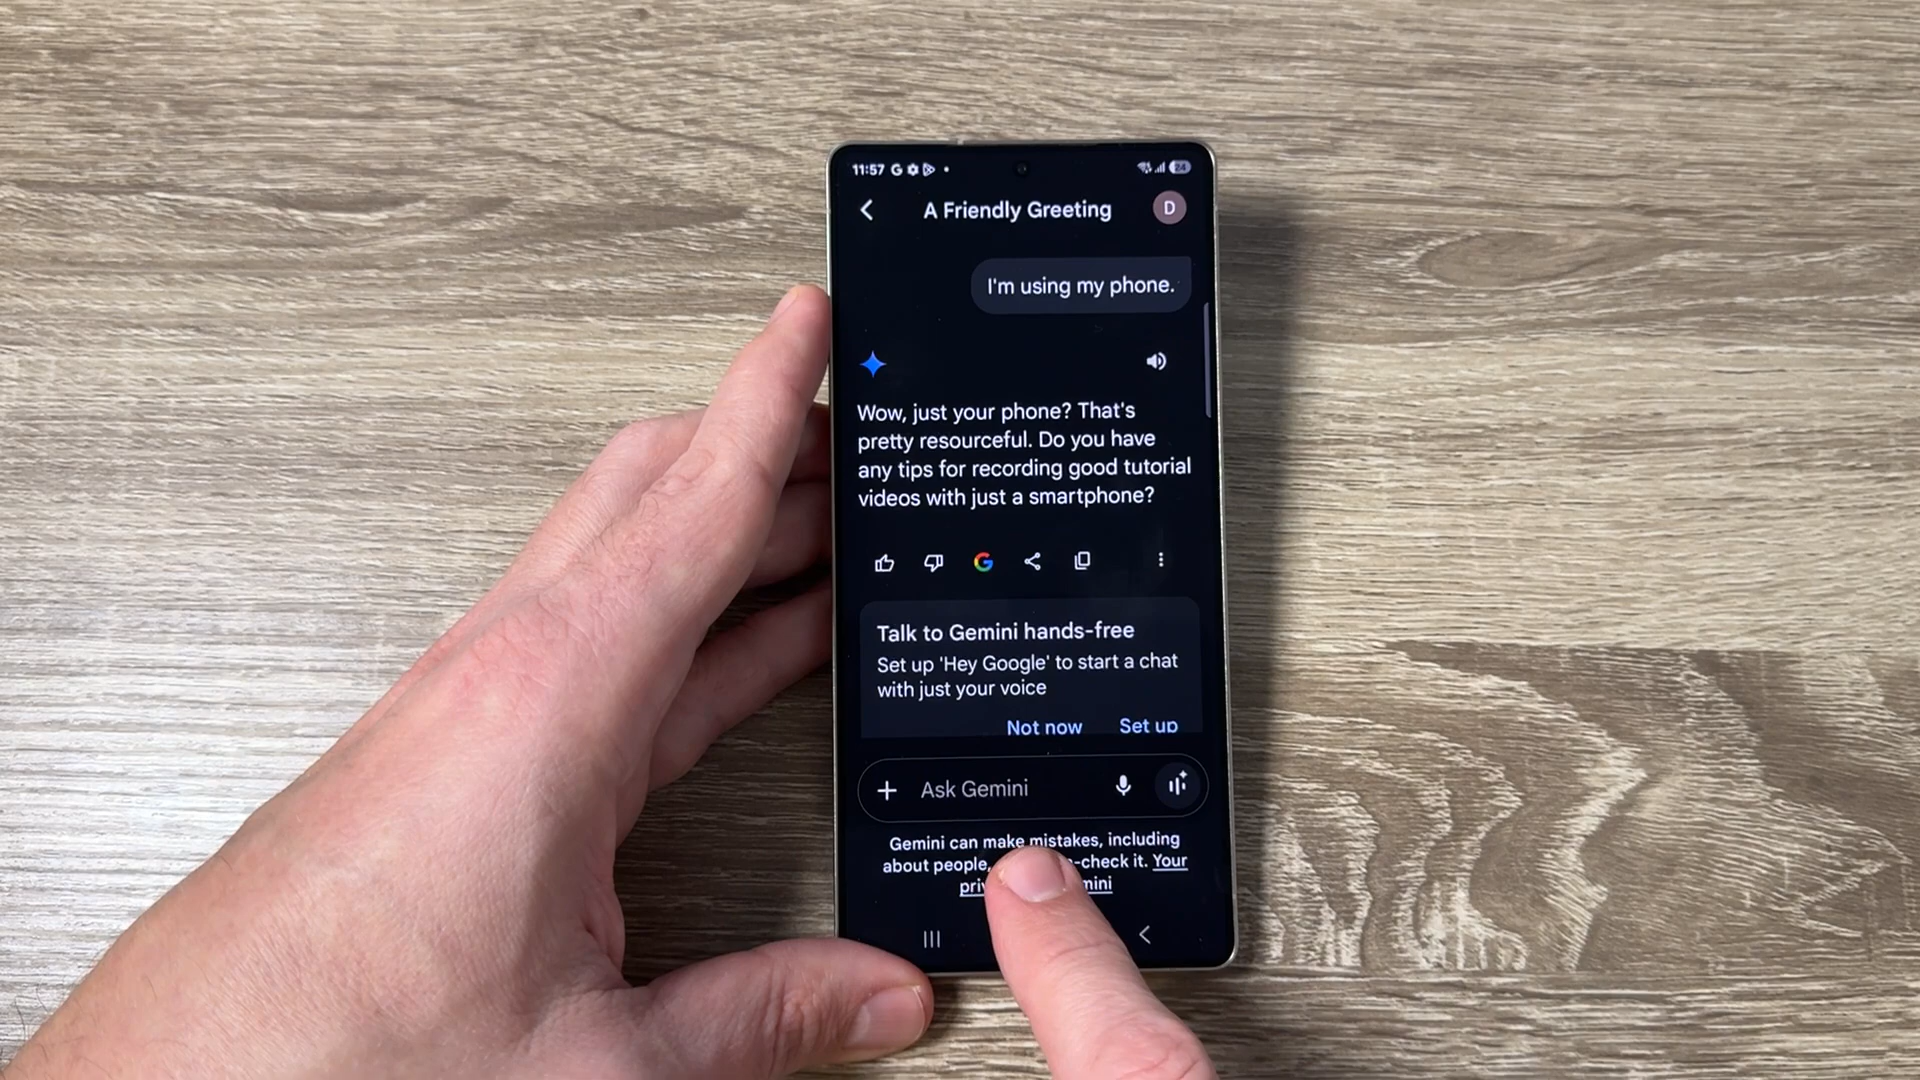 11:57
24
A Friendly Greeting
D
I'm using my phone.
Wow, just your phone? That's
pretty resourceful. Do you have
any tips for recording good tutorial
videos with just a smartphone?
Talk to Gemini hands-free
Set up 'Hey Google' to start a chat
with just your voice
Not now Set up
Ask Gemini
Gemini can make mistakes, including
about people, -check it. Your